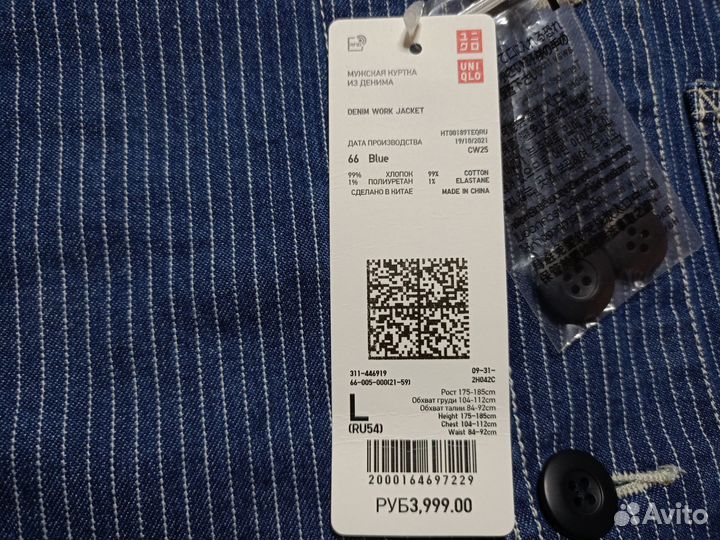 RFID
ユニ
クロ
UNI
QLO
МУЖСКАЯ КУРТКА
ИЗ ДЕНИМА
DENIM WORK JACKET
HT00189TEQRU
ДАТА ПРОИЗВОДСТВА 19/10/2021
66 Blue CW25
99% ХЛОПОК 99% COTTON
1% ПОЛИУРЕТАН 1% ELASTANE
СДЕЛАНО В КИТАЕ MADE IN CHINA
311-446919 09-31-
66-005-000(21-59) 2H042C
L
(RU54)
Рост 175-185cm
Обхват груди 104-112cm
Обхват талии 84-92cm
Height 175-185cm
Chest 104-112cm
Waist 84-92cm
2000164697229
РУБ3,999.00
Avito